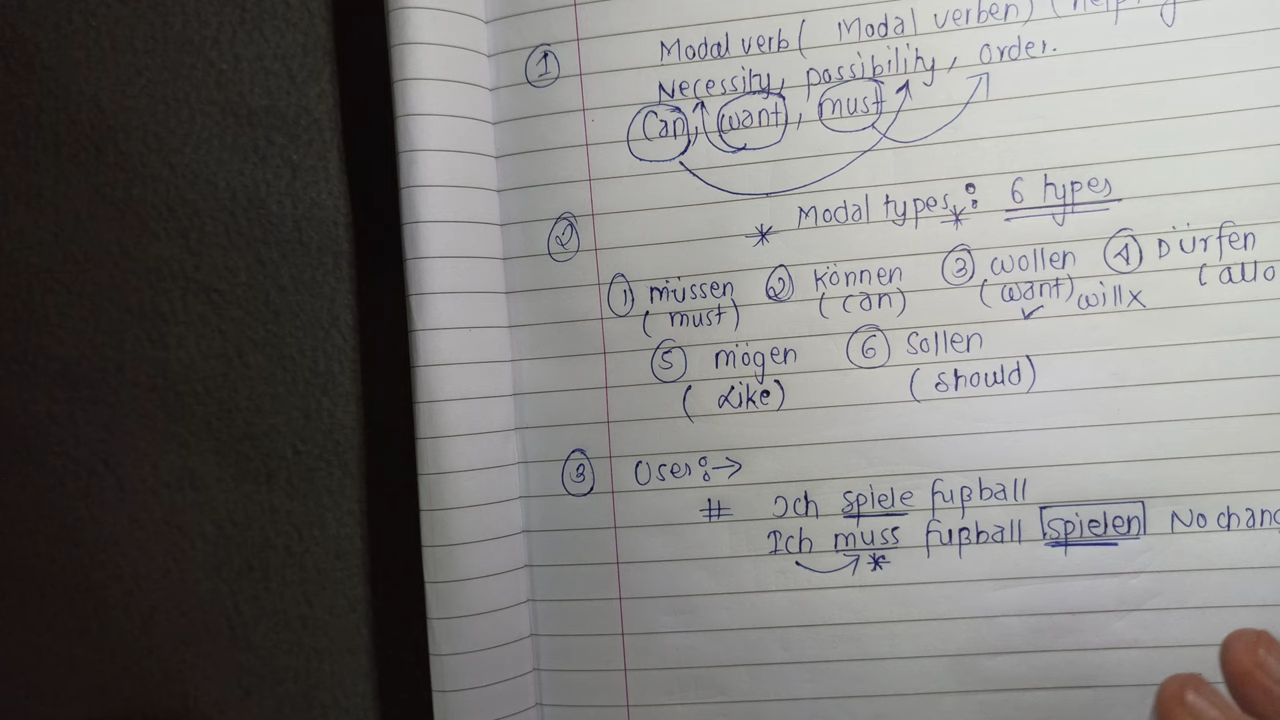 ① Modal verb ( Modal verben) (
Necessity, possibility, order.
Can, want, must
② * Modal types *: 6 types
① müssen ② können ③ wollen ④ Dürfen
( must) ( can) ( want) will x ( allo
⑤ mögen ⑥ sollen
( Like) ( should)
③ Uses: →
# Ich spiele fußball
Ich muss fußball spielen No chang
*